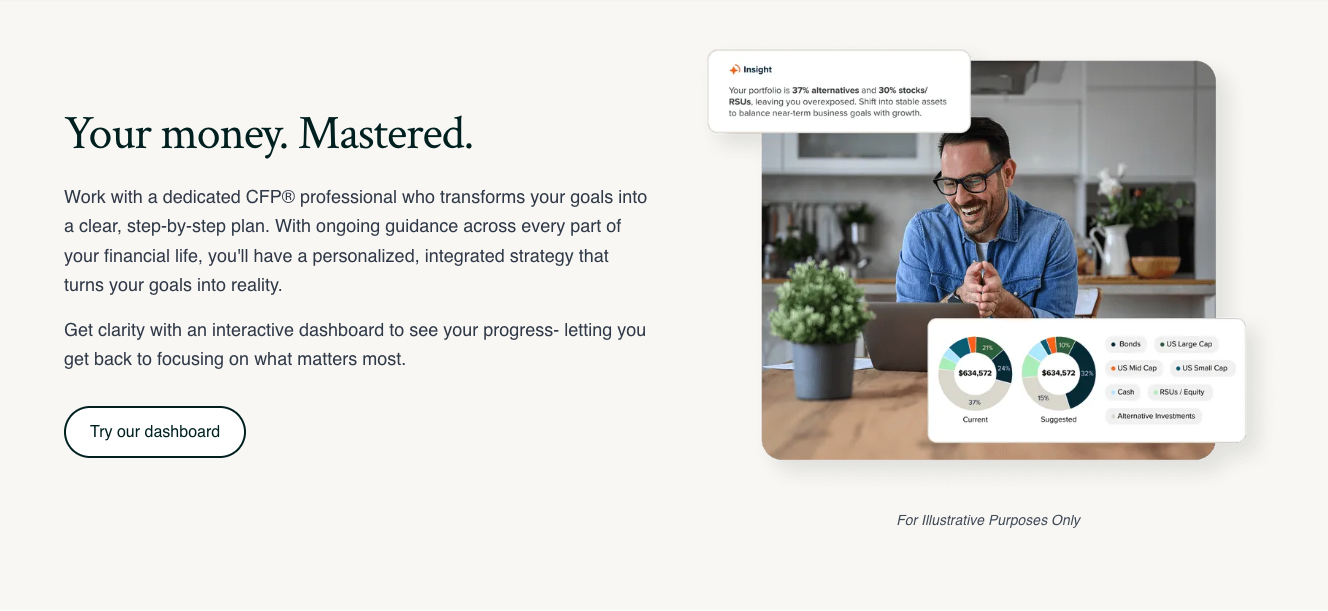 Your money. Mastered.
Work with a dedicated CFP® professional who transforms your goals into
a clear, step-by-step plan. With ongoing guidance across every part of
your financial life, you'll have a personalized, integrated strategy that
turns your goals into reality.
Get clarity with an interactive dashboard to see your progress- letting you
get back to focusing on what matters most.
Try our dashboard
Insight
Your portfolio is 37% alternatives and 30% stocks/
RSUs, leaving you overexposed. Shift into stable assets
to balance near-term business goals with growth.
21%
24%
$634,572
37%
Current
10%
32%
$634,572
15%
Suggested
Bonds
US Large Cap
US Mid Cap
US Small Cap
Cash
RSUs / Equity
Alternative Investments
For Illustrative Purposes Only